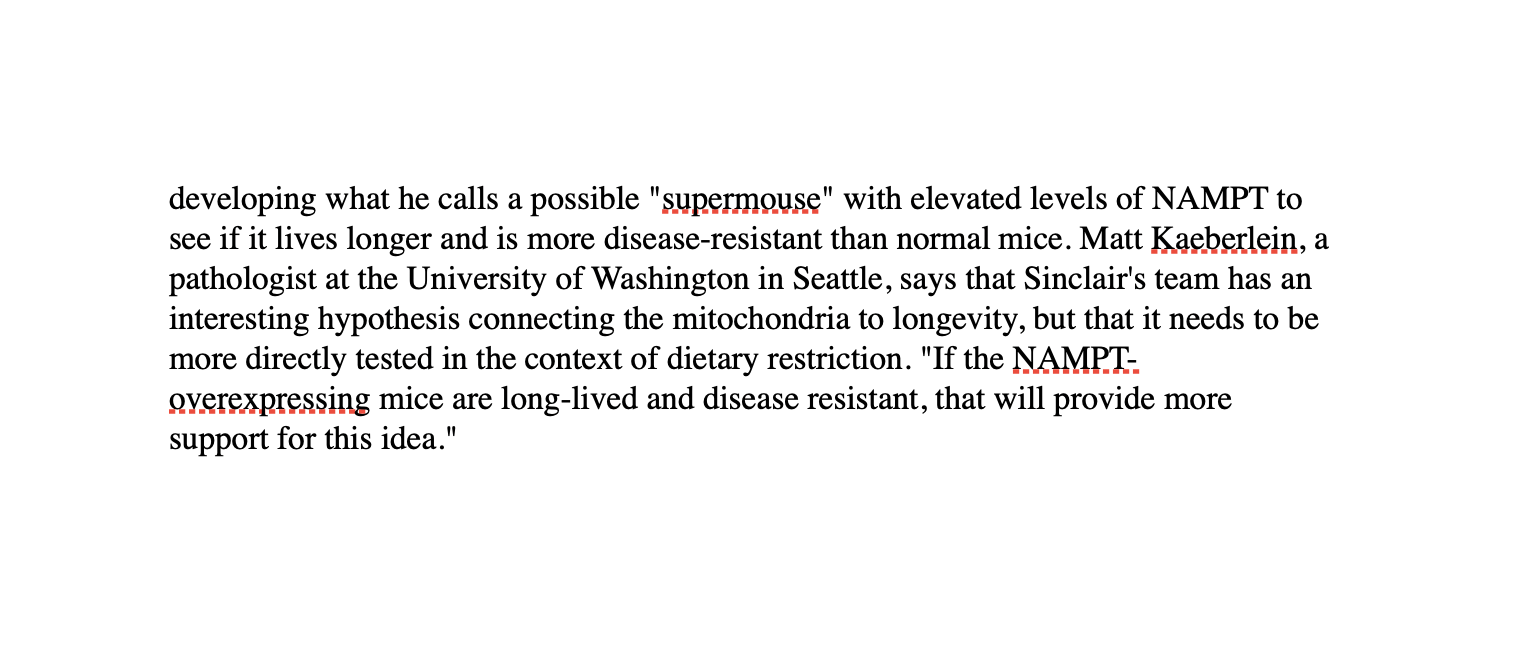 developing what he calls a possible "supermouse" with elevated levels of NAMPT to
see if it lives longer and is more disease-resistant than normal mice. Matt Kaeberlein, a
pathologist at the University of Washington in Seattle, says that Sinclair's team has an
interesting hypothesis connecting the mitochondria to longevity, but that it needs to be
more directly tested in the context of dietary restriction. "If the NAMPT-
overexpressing mice are long-lived and disease resistant, that will provide more
support for this idea."